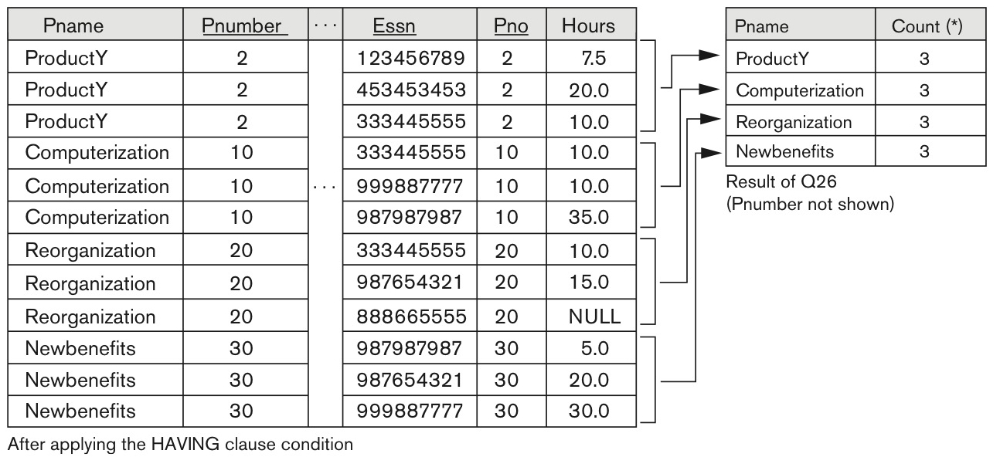 Pname Pnumber ... Essn Pno Hours
ProductY 2 123456789 2 7.5
ProductY 2 453453453 2 20.0
ProductY 2 333445555 2 10.0
Computerization 10 333445555 10 10.0
Computerization 10 ... 999887777 10 10.0
Computerization 10 987987987 10 35.0
Reorganization 20 333445555 20 10.0
Reorganization 20 987654321 20 15.0
Reorganization 20 888665555 20 NULL
Newbenefits 30 987987987 30 5.0
Newbenefits 30 987654321 30 20.0
Newbenefits 30 999887777 30 30.0
After applying the HAVING clause condition
Pname Count (*)
ProductY 3
Computerization 3
Reorganization 3
Newbenefits 3
Result of Q26
(Pnumber not shown)